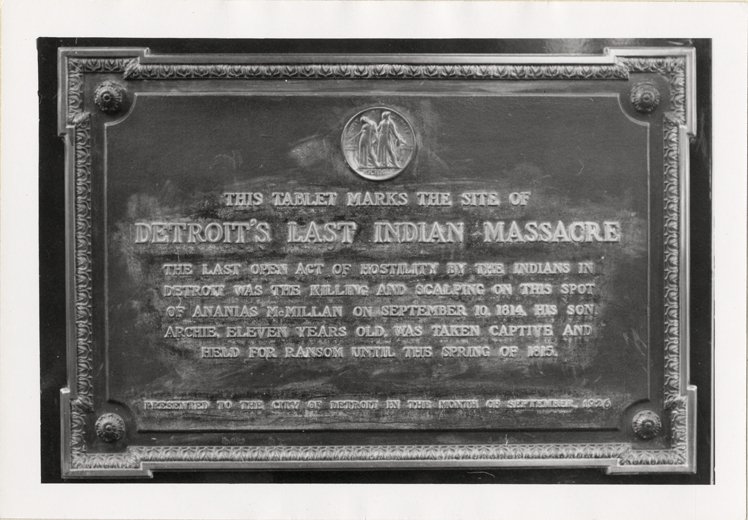 THIS TABLET MARKS THE SITE OF
DETROIT'S LAST INDIAN MASSACRE
THE LAST OPEN ACT OF HOSTILITY BY THE INDIANS IN
DETROIT WAS THE KILLING AND SCALPING ON THIS SPOT
OF ANANIAS McMILLAN ON SEPTEMBER 10, 1814. HIS SON
ARCHIE, ELEVEN YEARS OLD, WAS TAKEN CAPTIVE AND
HELD FOR RANSOM UNTIL THE SPRING OF 1815.
PRESENTED TO THE CITY OF DETROIT IN THE MONTH OF SEPTEMBER, 1926